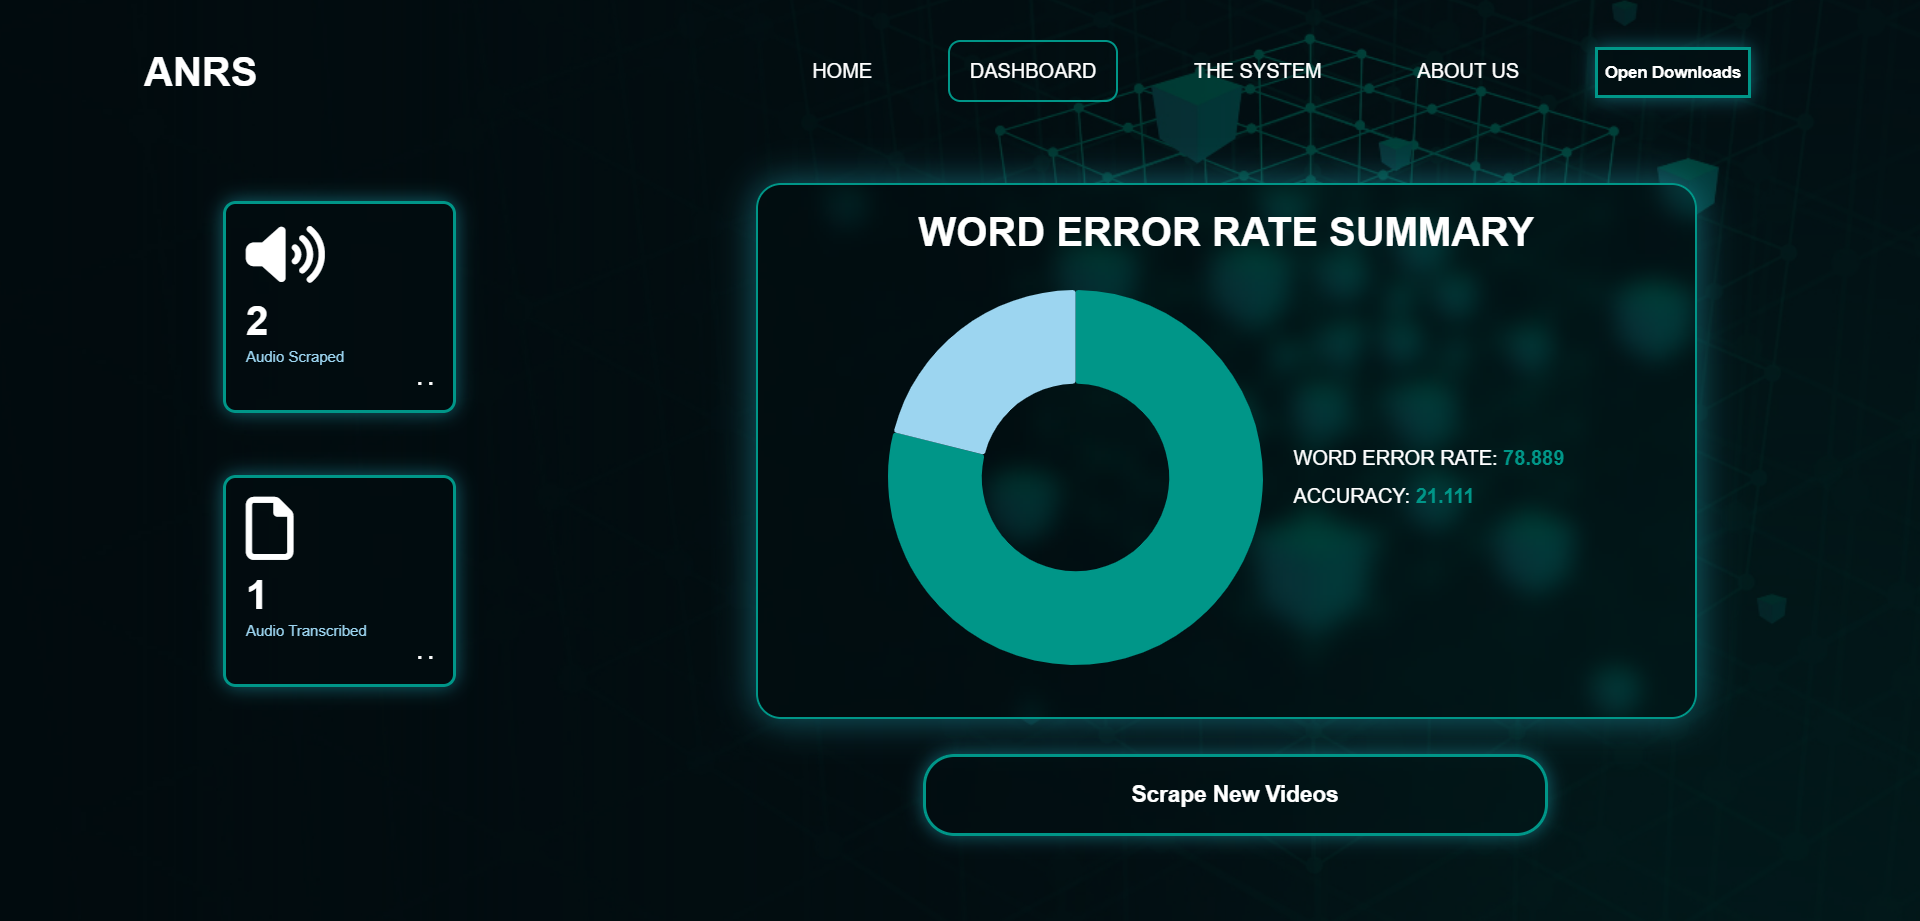 ANRS
HOME
DASHBOARD
THE SYSTEM
ABOUT US
Open Downloads
2
Audio Scraped
. .
1
Audio Transcribed
. .
WORD ERROR RATE SUMMARY
WORD ERROR RATE: 78.889
ACCURACY: 21.111
Scrape New Videos